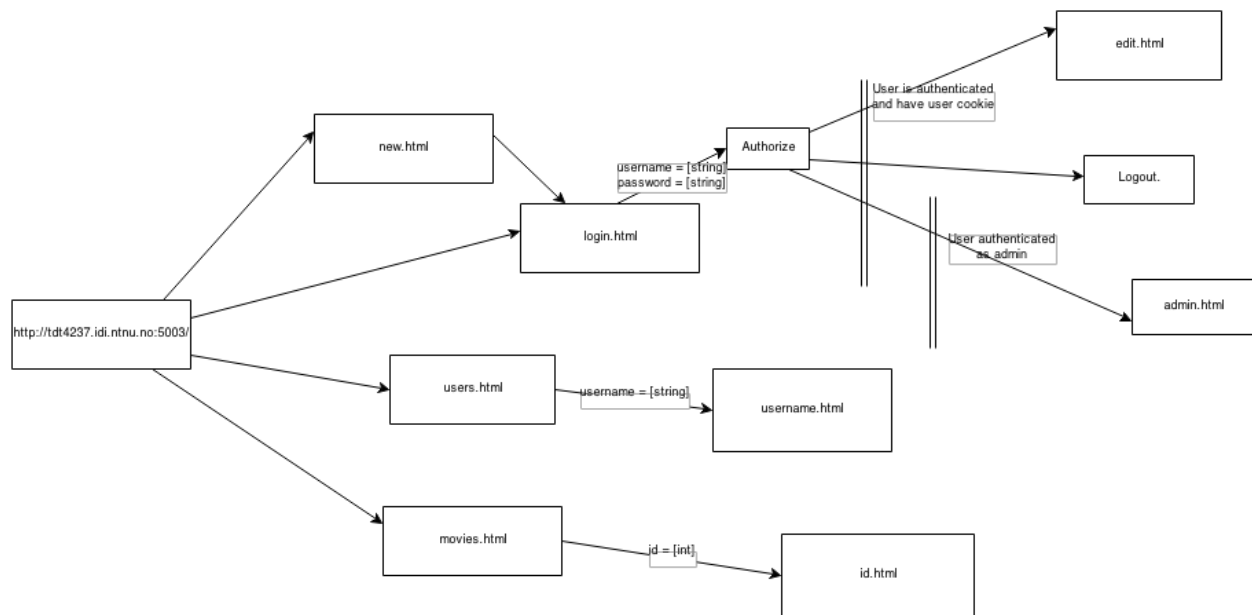 edit.html
User is authenticated
and have user cookie
new.html
Authorize
username = [string]
password = [string]
Logout.
login.html
User authenticated
as admin
admin.html
http://tdt4237.idi.ntnu.no:5003/
users.html
username = [string]
username.html
movies.html
id = [int]
id.html